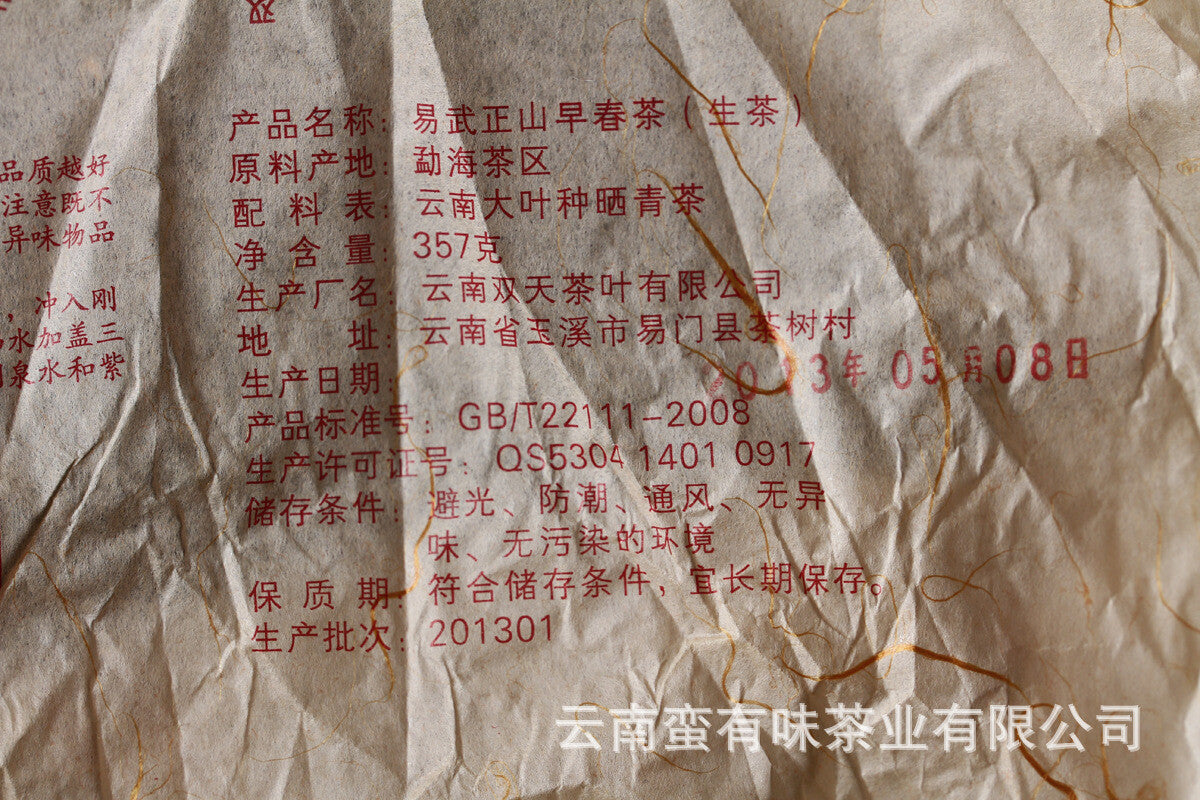 双
品质越好
注意既不
异味物品
，冲入刚
水加盖三
泉水和紫
产品名称：易武正山早春茶（生茶）
原料产地：勐海茶区
配料表：云南大叶种晒青茶
净含量：357克
生产厂名：云南双天茶叶有限公司
地址：云南省玉溪市易门县茶树村
生产日期：2013年 05月08日
产品标准号：GB/T22111-2008
生产许可证号：QS5304 1401 0917
储存条件：避光、防潮、通风、无异
味、无污染的环境
保质期：符合储存条件，宜长期保存。
生产批次：201301
云南蛮有味茶业有限公司